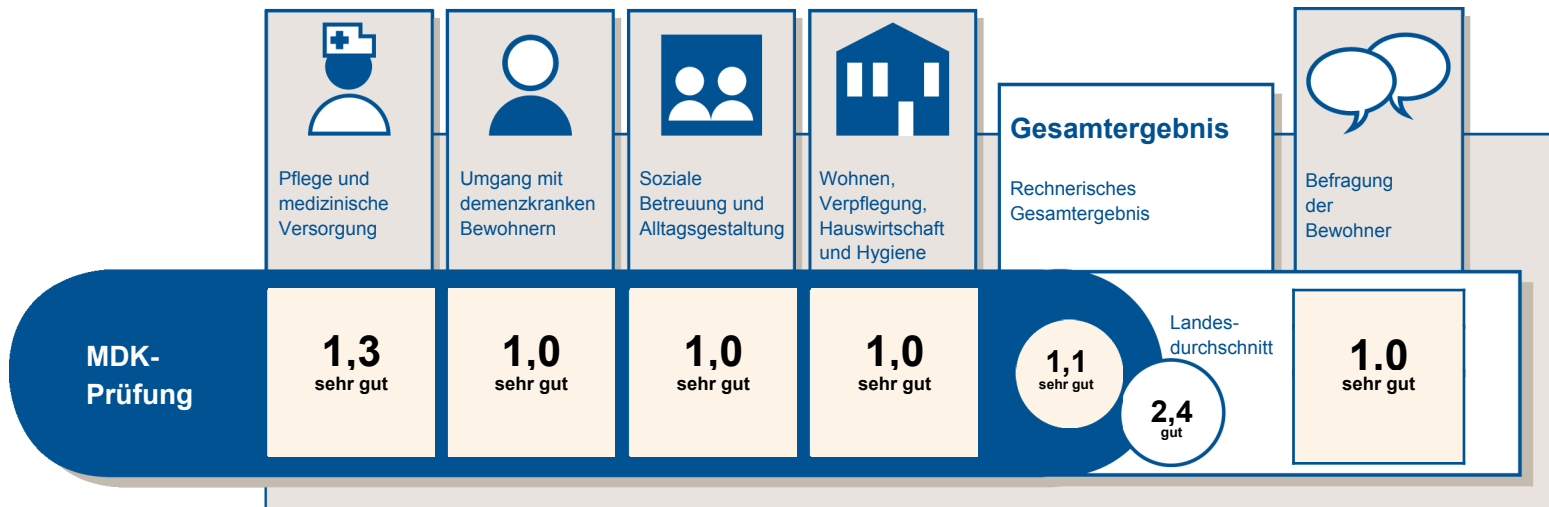 Pflege und
medizinische
Versorgung
Umgang mit
demenzkranken
Bewohnern
Soziale
Betreuung und
Alltagsgestaltung
Wohnen,
Verpflegung,
Hauswirtschaft
und Hygiene
Gesamtergebnis
Rechnerisches
Gesamtergebnis
Befragung
der
Bewohner
MDK-
Prüfung
1,3
sehr gut
1,0
sehr gut
1,0
sehr gut
1,0
sehr gut
1,1
sehr gut
Landes-
durchschnitt
2,4
gut
1.0
sehr gut